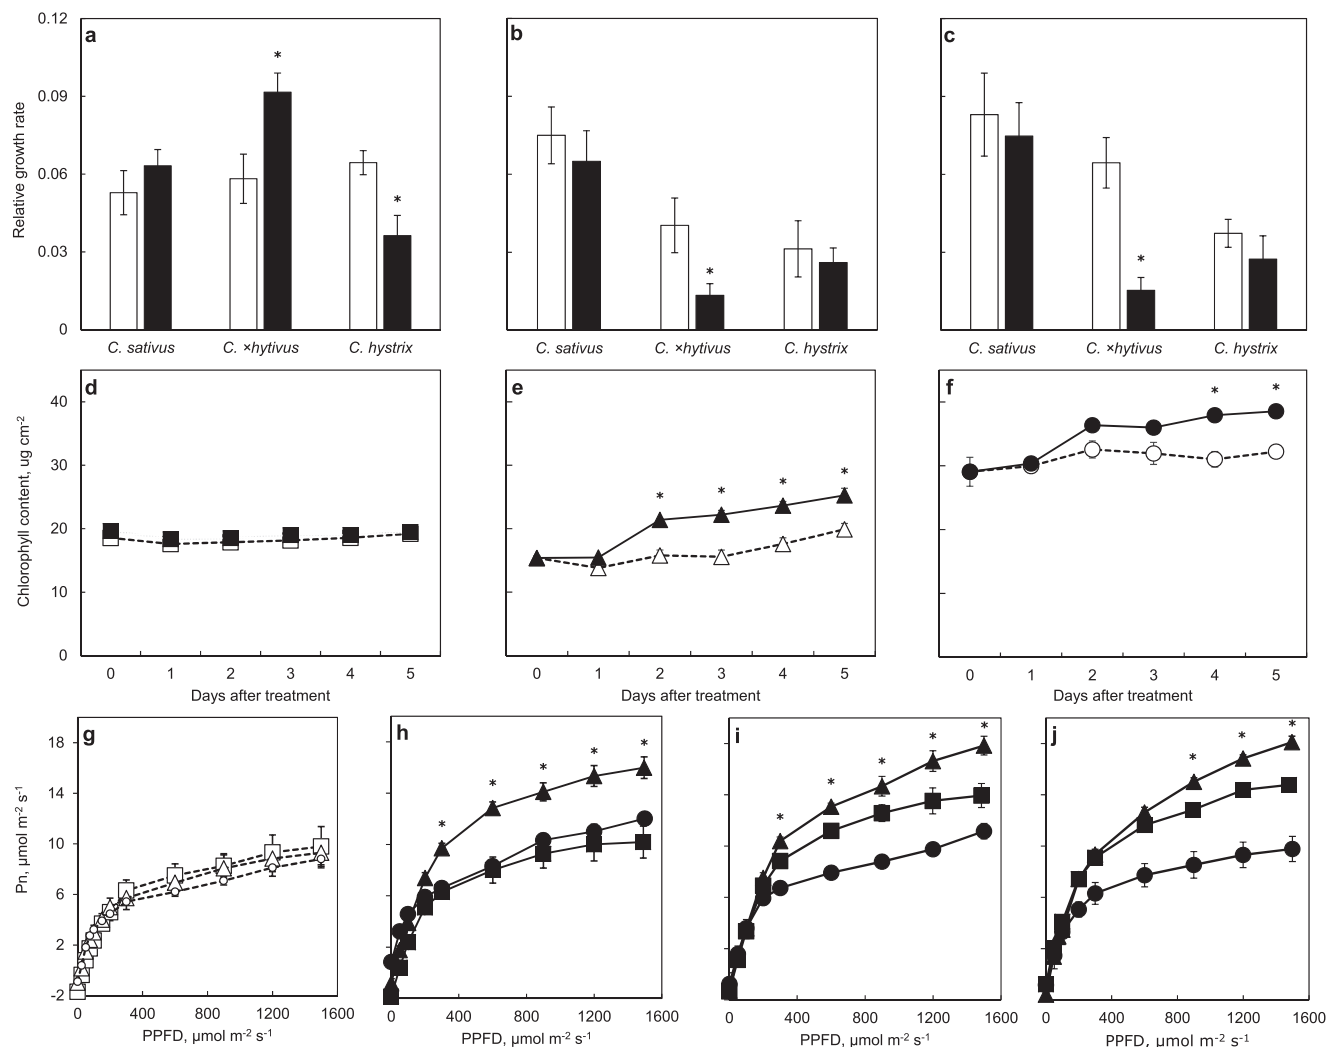 0.12
0.09
0.06
0.03
0
Relative growth rate
a
*
*
C. sativus C. ×hytivus C. hystrix
b
*
C. sativus C. ×hytivus C. hystrix
c
*
C. sativus C. ×hytivus C. hystrix
40
30
20
10
0
Chlorophyll content, ug cm-2
d
0 1 2 3 4 5
Days after treatment
e
* * * *
0 1 2 3 4 5
Days after treatment
f
* *
0 1 2 3 4 5
Days after treatment
18
14
10
6
2
-2
Pn, µmol m-2 s-1
g
0 400 800 1200 1600
PPFD, µmol m-2 s-1
h
* * * * *
0 400 800 1200 1600
PPFD, µmol m-2 s-1
i
* * * * *
0 400 800 1200 1600
PPFD, µmol m-2 s-1
j
* * *
0 400 800 1200 1600
PPFD, µmol m-2 s-1